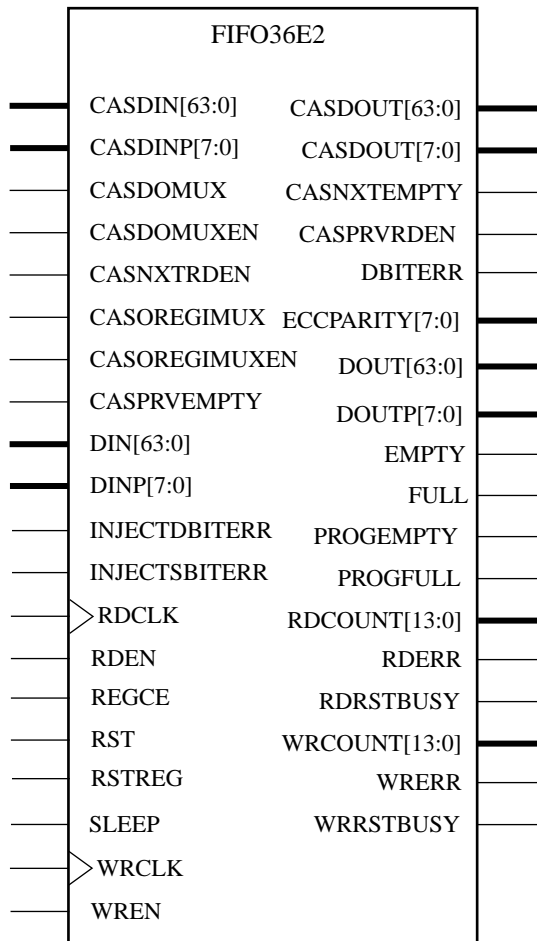 FIFO36E2
CASDIN[63:0]
CASDINP[7:0]
CASDOMUX
CASDOMUXEN
CASNXTRDEN
CASOREGIMUX
CASOREGIMUXEN
CASPRVEMPTY
DIN[63:0]
DINP[7:0]
INJECTDBITERR
INJECTSBITERR
RDCLK
RDEN
REGCE
RST
RSTREG
SLEEP
WRCLK
WREN
CASDOUT[63:0]
CASDOUT[7:0]
CASNXTEMPTY
CASPRVRDEN
DBITERR
ECCPARITY[7:0]
DOUT[63:0]
DOUTP[7:0]
EMPTY
FULL
PROGEMPTY
PROGFULL
RDCOUNT[13:0]
RDERR
RDRSTBUSY
WRCOUNT[13:0]
WRERR
WRRSTBUSY